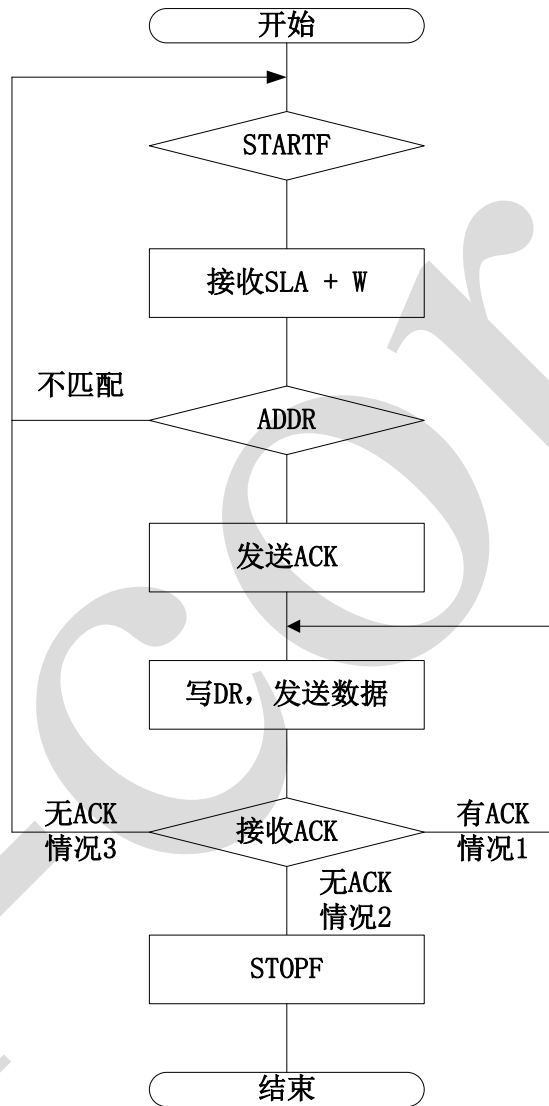 开始
STARTF
接收SLA + W
不匹配
ADDR
发送ACK
写DR，发送数据
无ACK
情况3
接收ACK
有ACK
情况1
无ACK
情况2
STOPF
结束